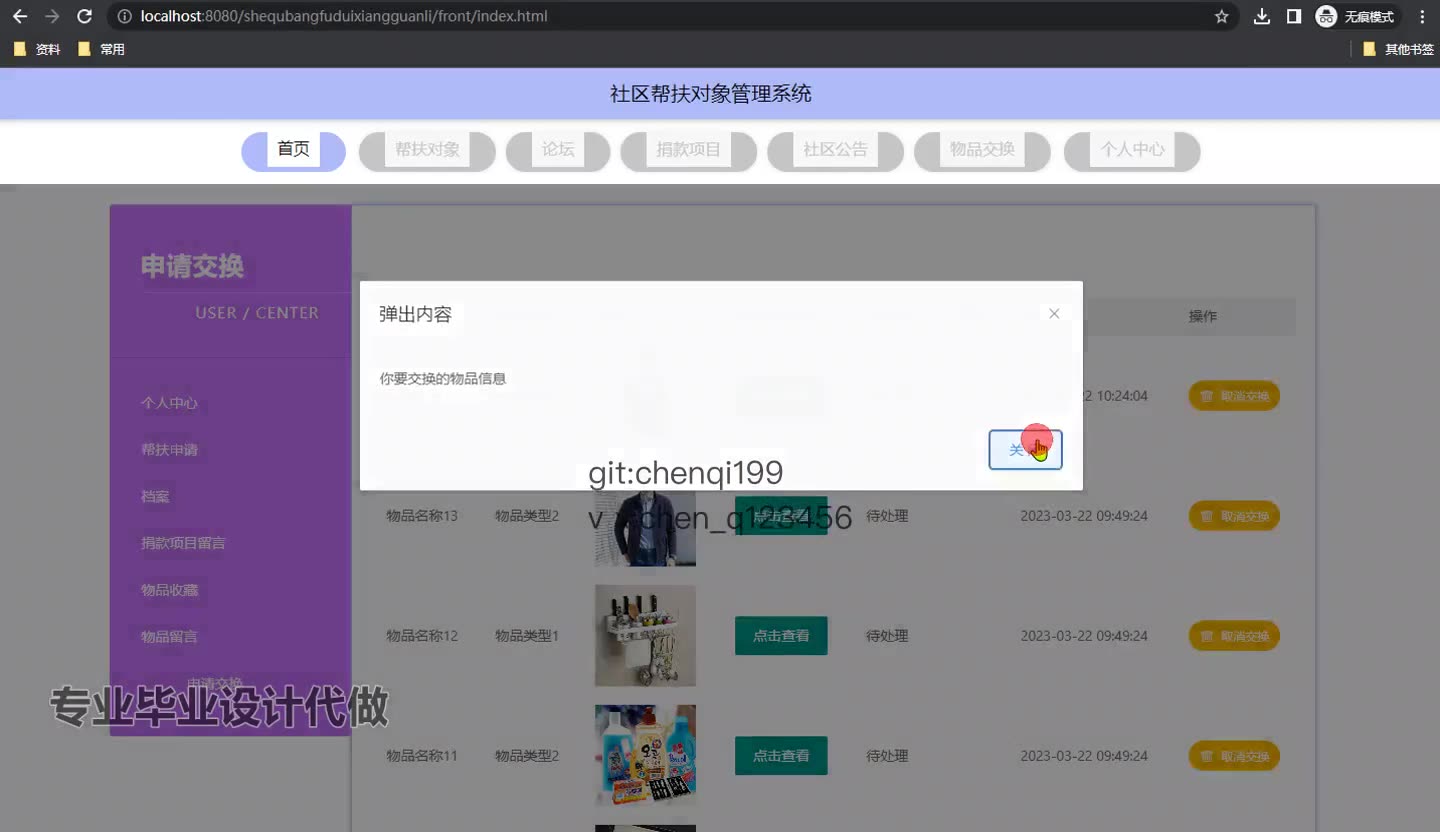 localhost:8080/shequbangfuduixiangguanli/front/index.html
无痕模式
资料 常用 其他书签
社区帮扶对象管理系统
首页 帮扶对象 论坛 捐款项目 社区公告 物品交换 个人中心
申请交换
USER / CENTER
个人中心
帮扶申请
档案
捐款项目留言
物品收藏
物品留言
申请交换
专业毕业设计代做
操作
弹出内容
你要交换的物品信息
关
2 10:24:04 取消交换
git:chenqi199
v chen_q123456
物品名称13 物品类型2 点击查看 待处理 2023-03-22 09:49:24 取消交换
物品名称12 物品类型1 点击查看 待处理 2023-03-22 09:49:24 取消交换
物品名称11 物品类型2 点击查看 待处理 2023-03-22 09:49:24 取消交换